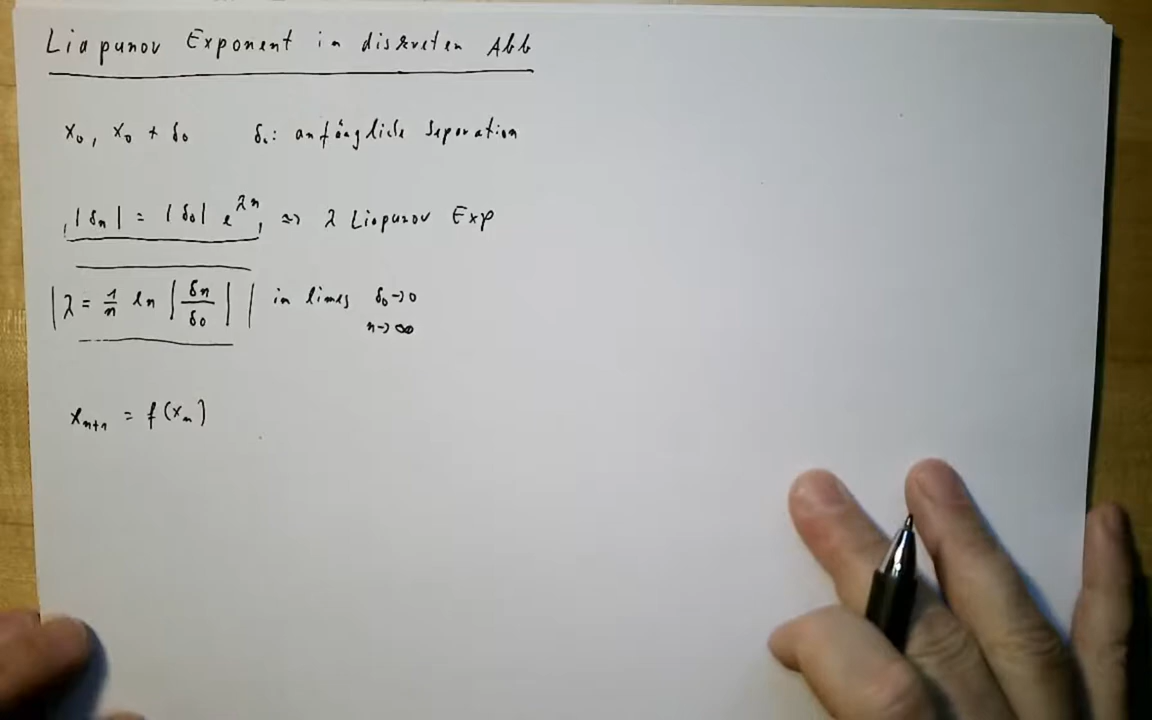 Liapunov Exponent in diskreten Abb
x₀, x₀ + δ₀ δ₀: anfängliche Separation
|δₙ| = |δ₀| e^{λn} => λ Liapunov Exp
λ = 1/n ln |δₙ/δ₀| in limes δ₀→0
n→∞
xₙ₊₁ = f(xₙ)